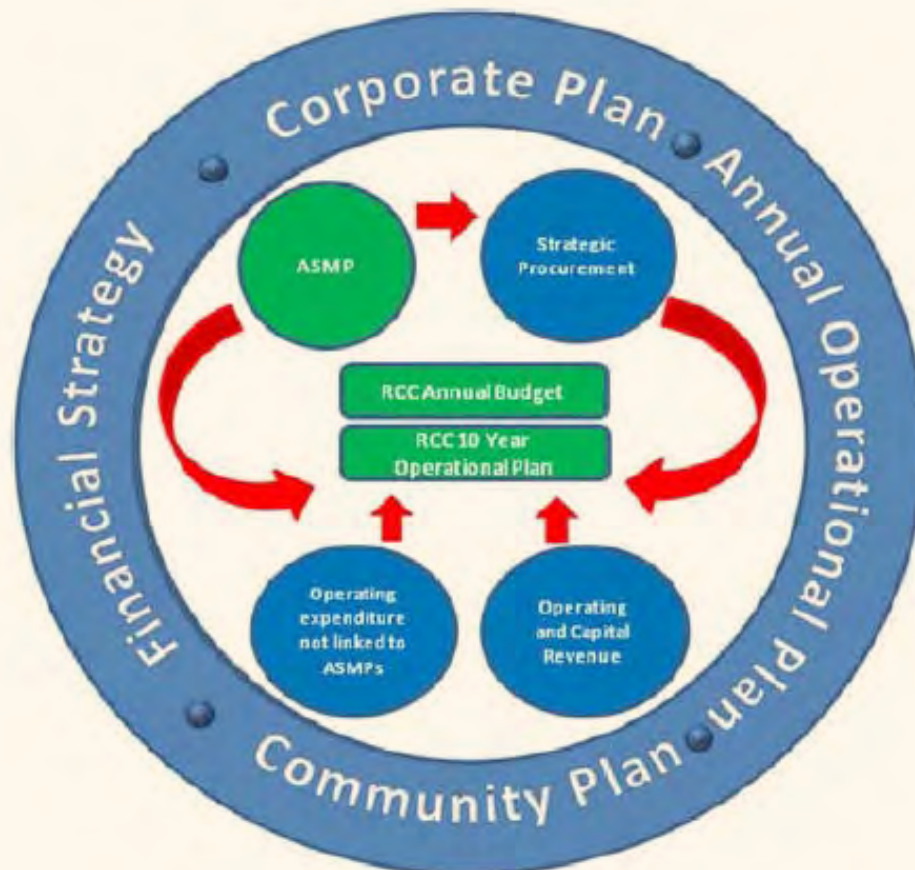 Corporate Plan
Annual Operational Plan
Community Plan
Financial Strategy
ASMP
Strategic
Procurement
RCC Annual Budget
RCC 10 Year
Operational Plan
Operating
expenditure
not linked to
ASMPs
Operating
and Capital
Revenue